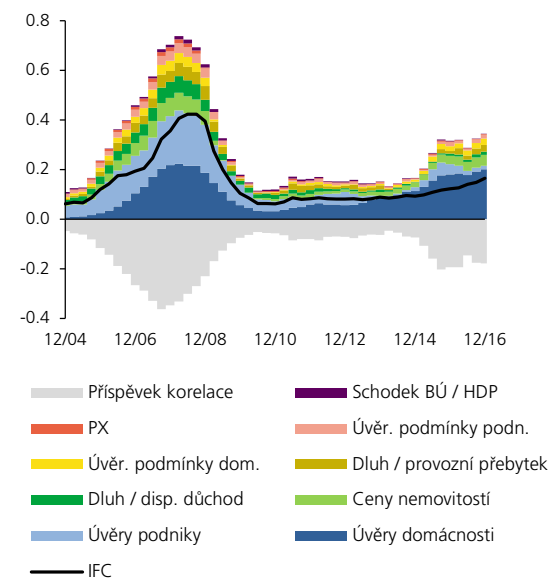 0.8
0.6
0.4
0.2
0.0
-0.2
-0.4
12/04 12/06 12/08 12/10 12/12 12/14 12/16
Příspěvek korelace Schodek BÚ / HDP
PX Úvěr. podmínky podn.
Úvěr. podmínky dom. Dluh / provozní přebytek
Dluh / disp. důchod Ceny nemovitostí
Úvěry podniky Úvěry domácnosti
IFC